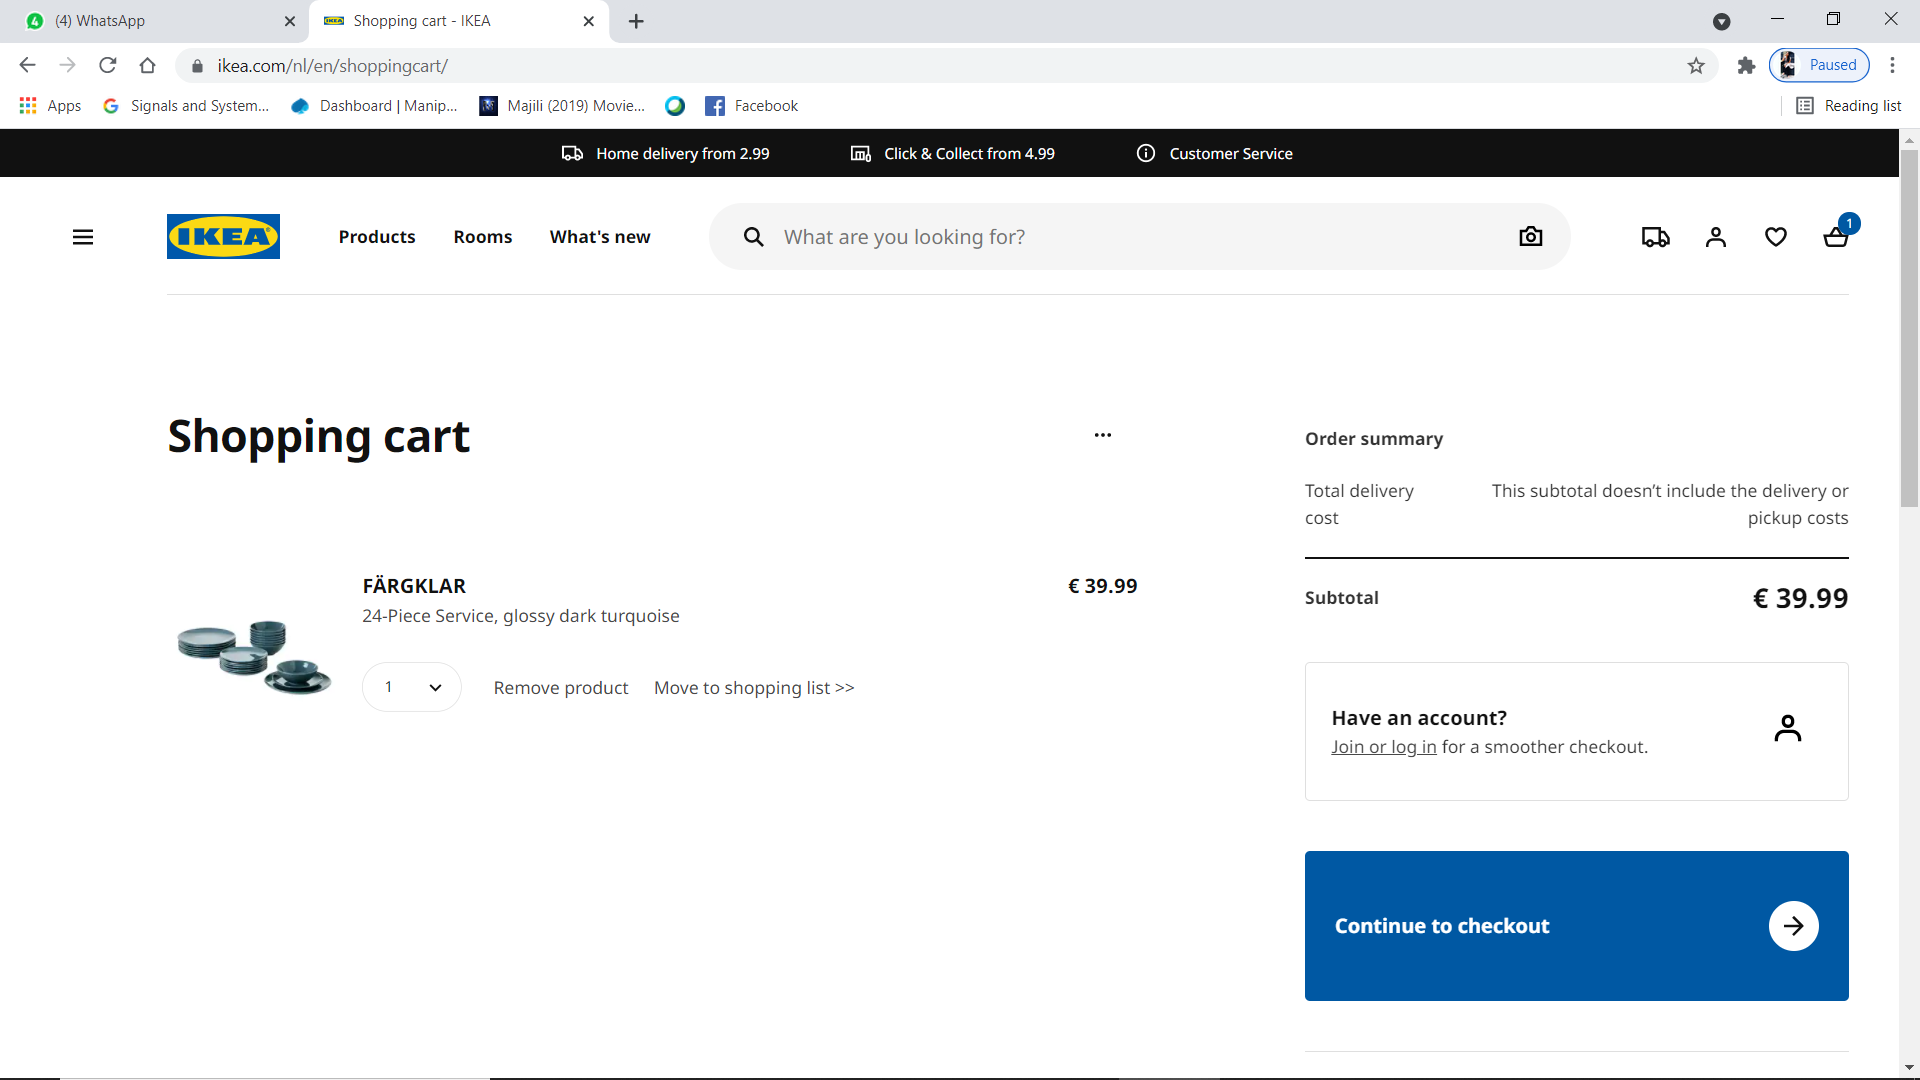 (4) WhatsApp
Shopping cart - IKEA
ikea.com/nl/en/shoppingcart/
Paused
Apps
Signals and System...
Dashboard | Manip...
Majili (2019) Movie...
Facebook
Reading list
Home delivery from 2.99
Click & Collect from 4.99
Customer Service
IKEA
Products
Rooms
What's new
What are you looking for?
1
Shopping cart
...
Order summary
Total delivery
cost
This subtotal doesn’t include the delivery or
pickup costs
FÄRGKLAR
€ 39.99
24-Piece Service, glossy dark turquoise
Subtotal
€ 39.99
1
Remove product
Move to shopping list >>
Have an account?
Join or log in for a smoother checkout.
Continue to checkout